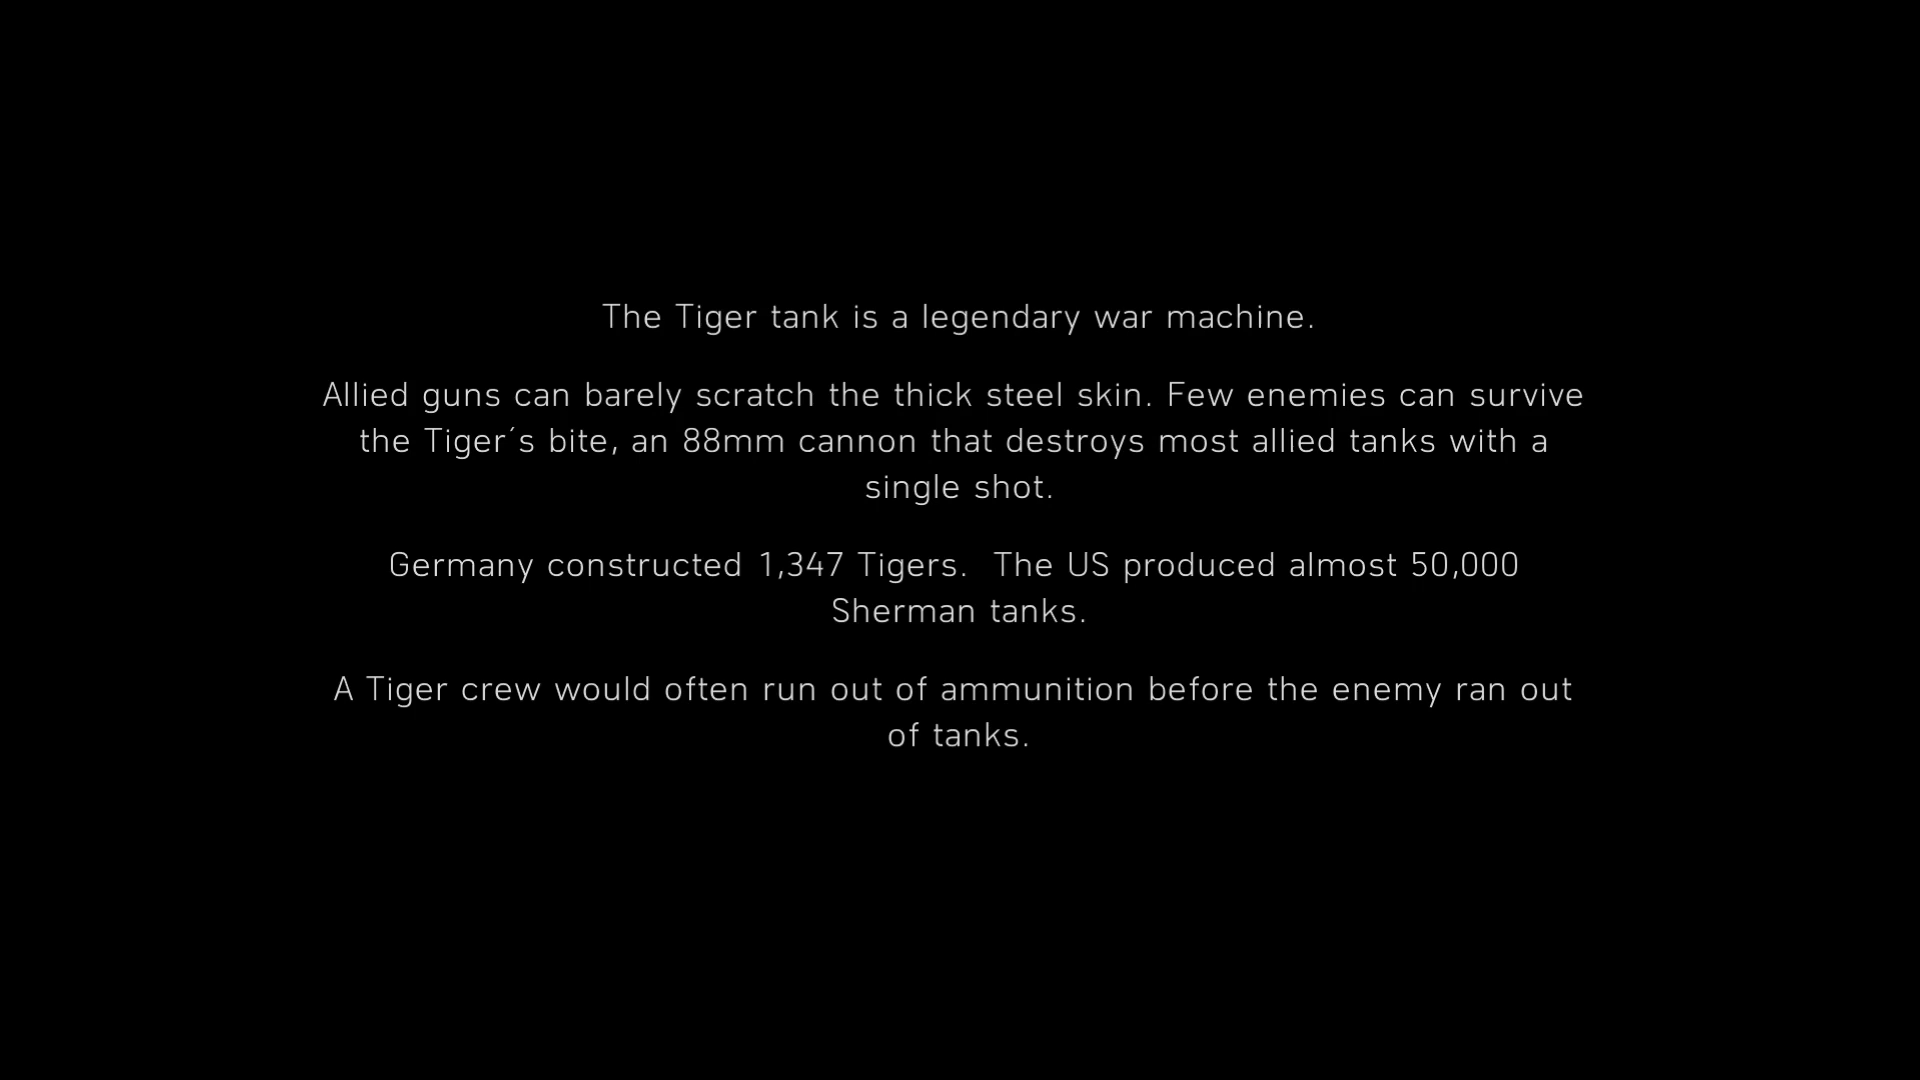 The Tiger tank is a legendary war machine.
Allied guns can barely scratch the thick steel skin. Few enemies can survive
the Tiger´s bite, an 88mm cannon that destroys most allied tanks with a
single shot.
Germany constructed 1,347 Tigers.  The US produced almost 50,000
Sherman tanks.
A Tiger crew would often run out of ammunition before the enemy ran out
of tanks.